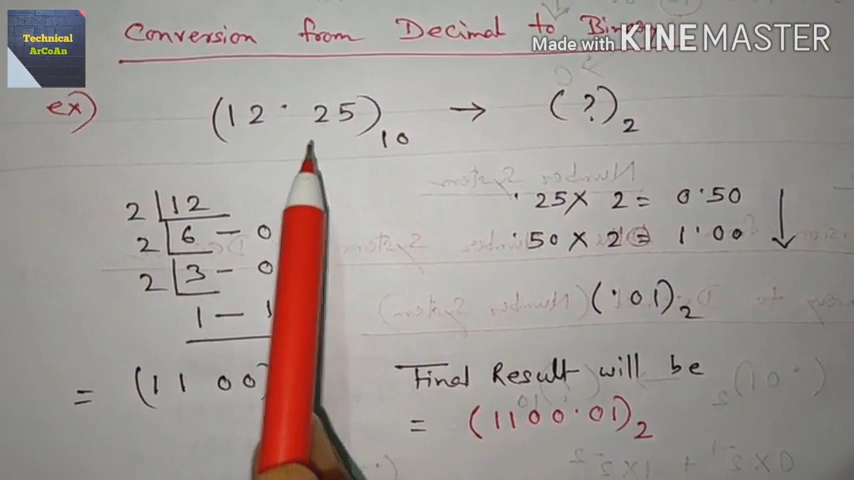 Technical
ArCoAn
Made with KINEMASTER
Conversion from Decimal to Binary
ex) (12.25)10 → (?)2
2 12
2 6 - 0
2 3 - 0
1 - 1
= (1100)
.25 x 2 = 0.50
.50 x 2 = 1.00
(.01)2
Final Result will be
= (1100.01)2